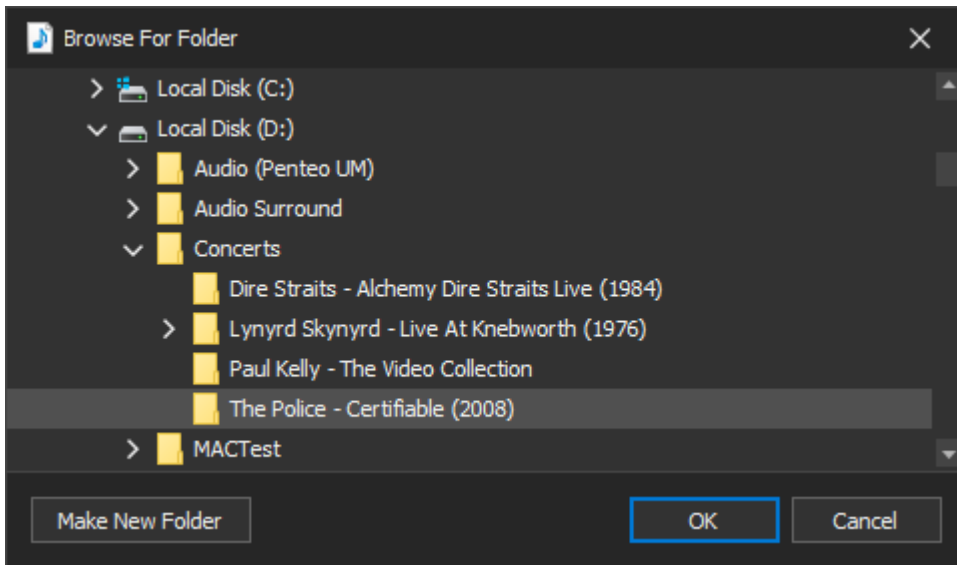 Browse For Folder
Local Disk (C:)
Local Disk (D:)
Audio (Penteo UM)
Audio Surround
Concerts
Dire Straits - Alchemy Dire Straits Live (1984)
Lynyrd Skynyrd - Live At Knebworth (1976)
Paul Kelly - The Video Collection
The Police - Certifiable (2008)
MACTest
Make New Folder OK Cancel